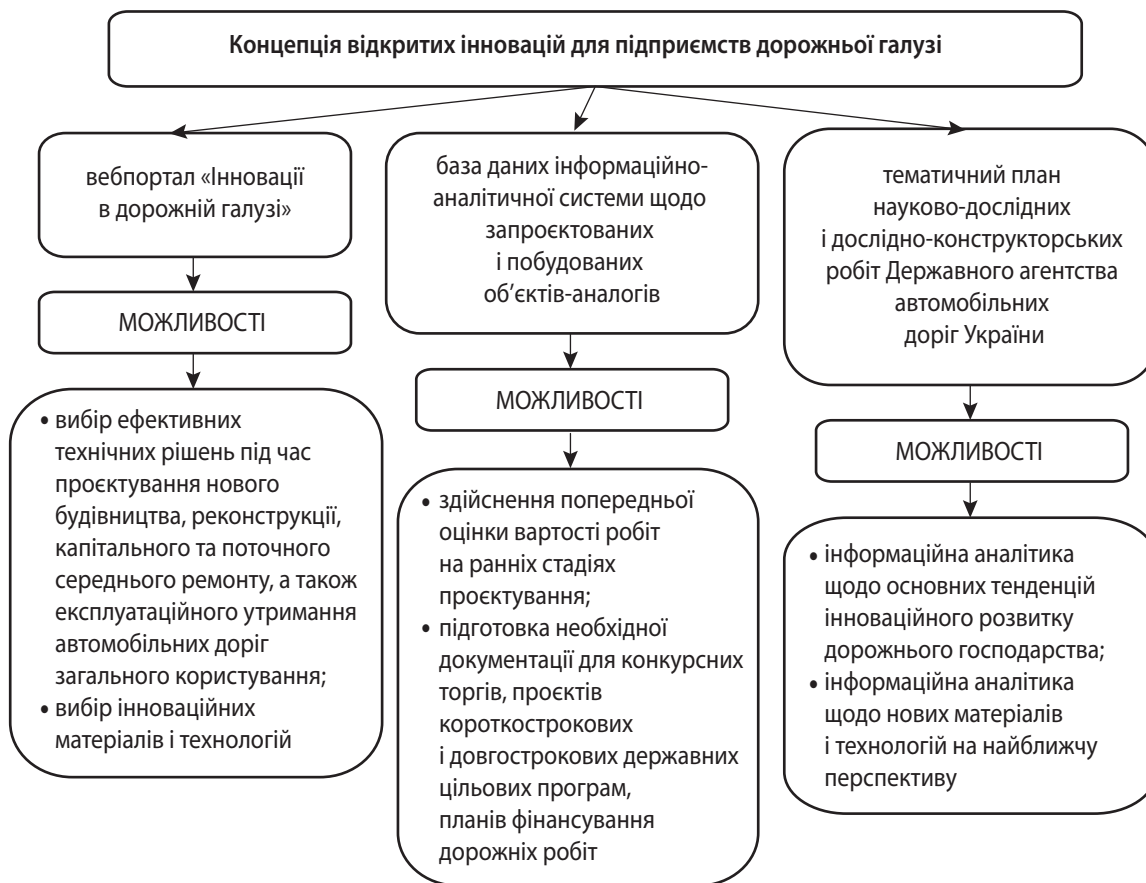 Концепція відкритих інновацій для підприємств дорожньої галузі
вебпортал «Інновації
в дорожній галузі»
МОЖЛИВОСТІ
• вибір ефективних
технічних рішень під час
проєктування нового
будівництва, реконструкції,
капітального та поточного
середнього ремонту, а також
експлуатаційного утримання
автомобільних доріг
загального користування;
• вибір інноваційних
матеріалів і технологій
база даних інформаційно-
аналітичної системи щодо
запроєктованих
і побудованих
об’єктів-аналогів
МОЖЛИВОСТІ
• здійснення попередньої
оцінки вартості робіт
на ранніх стадіях
проєктування;
• підготовка необхідної
документації для конкурсних
торгів, проєктів
короткострокових
і довгострокових державних
цільових програм,
планів фінансування
дорожніх робіт
тематичний план
науково-дослідних
і дослідно-конструкторських
робіт Державного агентства
автомобільних
доріг України
МОЖЛИВОСТІ
• інформаційна аналітика
щодо основних тенденцій
інноваційного розвитку
дорожнього господарства;
• інформаційна аналітика
щодо нових матеріалів
і технологій на найближчу
перспективу